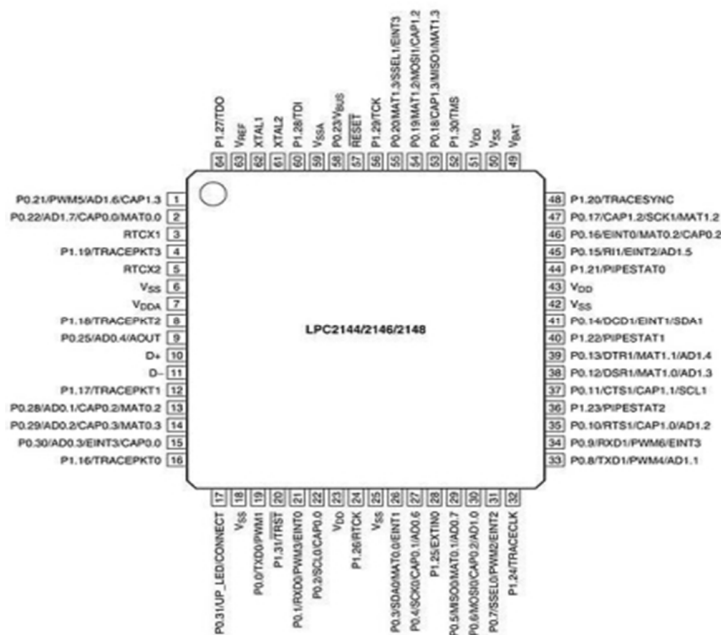 64 P1.27/TDO
63 VREF
62 XTAL1
61 XTAL2
60 P1.28/TDI
59 VSSA
58 P0.23/VBUS
57 RESET
56 P1.29/TCK
55 P0.20/MAT1.3/SSEL1/EINT3
54 P0.19/MAT1.2/MOSI1/CAP1.2
53 P0.18/CAP1.3/MISO1/MAT1.3
52 P1.30/TMS
51 VDD
50 VSS
49 VBAT
P0.21/PWM5/AD1.6/CAP1.3 1
P0.22/AD1.7/CAP0.0/MAT0.0 2
RTCX1 3
P1.19/TRACEPKT3 4
RTCX2 5
VSS 6
VDDA 7
P1.18/TRACEPKT2 8
P0.25/AD0.4/AOUT 9
D+ 10
D− 11
P1.17/TRACEPKT1 12
P0.28/AD0.1/CAP0.2/MAT0.2 13
P0.29/AD0.2/CAP0.3/MAT0.3 14
P0.30/AD0.3/EINT3/CAP0.0 15
P1.16/TRACEPKT0 16
LPC2144/2146/2148
48 P1.20/TRACESYNC
47 P0.17/CAP1.2/SCK1/MAT1.2
46 P0.16/EINT0/MAT0.2/CAP0.2
45 P0.15/RI1/EINT2/AD1.5
44 P1.21/PIPESTAT0
43 VDD
42 VSS
41 P0.14/DCD1/EINT1/SDA1
40 P1.22/PIPESTAT1
39 P0.13/DTR1/MAT1.1/AD1.4
38 P0.12/DSR1/MAT1.0/AD1.3
37 P0.11/CTS1/CAP1.1/SCL1
36 P1.23/PIPESTAT2
35 P0.10/RTS1/CAP1.0/AD1.2
34 P0.9/RXD1/PWM6/EINT3
33 P0.8/TXD1/PWM4/AD1.1
17 P0.31/UP_LED/CONNECT
18 VSS
19 P0.0/TXD0/PWM1
20 P1.31/TRST
21 P0.1/RXD0/PWM3/EINT0
22 P0.2/SCL0/CAP0.0
23 VDD
24 P1.26/RTCK
25 VSS
26 P0.3/SDA0/MAT0.0/EINT1
27 P0.4/SCK0/CAP0.1/AD0.6
28 P1.25/EXTIN0
29 P0.5/MISO0/MAT0.1/AD0.7
30 P0.6/MOSI0/CAP0.2/AD1.0
31 P0.7/SSEL0/PWM2/EINT2
32 P1.24/TRACECLK